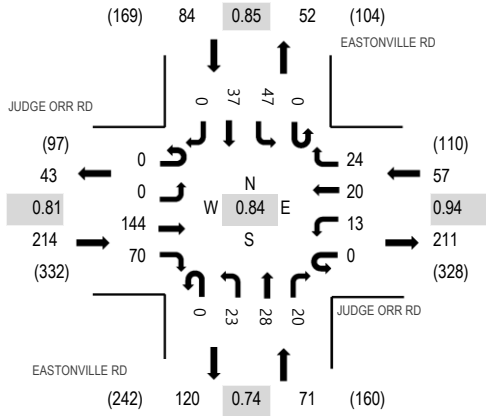 (169) 84 0.85 52 (104)
EASTONVILLE RD
0 37 47 0
JUDGE ORR RD
(97)
(110)
0 24
43 57
0 N 20
0.81 W 0.84 E 0.94
144 S 13
214 211
70 0
(332) (328)
0 23 28 20
JUDGE ORR RD
EASTONVILLE RD
(242) 120 0.74 71 (160)